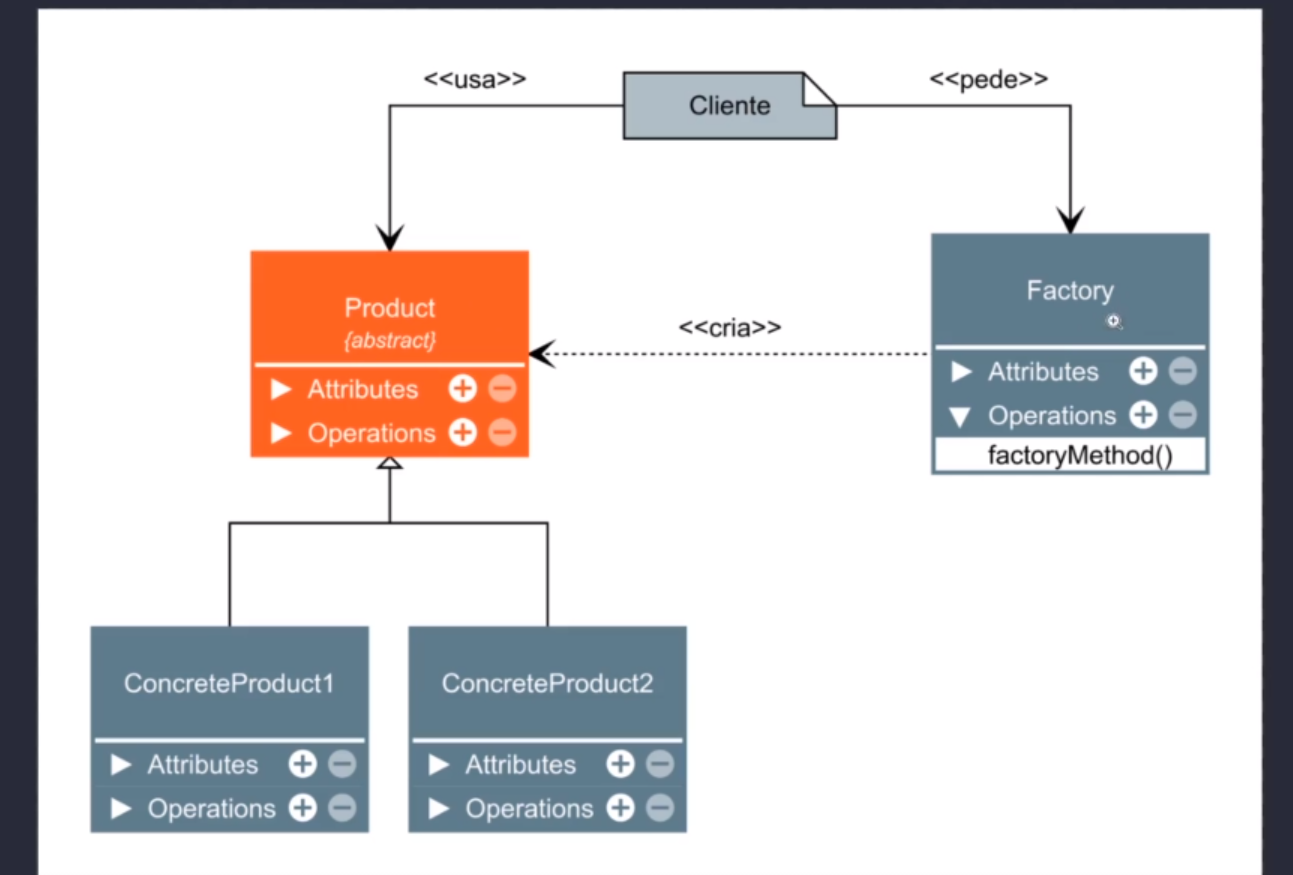 <<usa>>
Cliente
<<pede>>
Product
{abstract}
Attributes
Operations
<<cria>>
Factory
Attributes
Operations
factoryMethod()
ConcreteProduct1
Attributes
Operations
ConcreteProduct2
Attributes
Operations